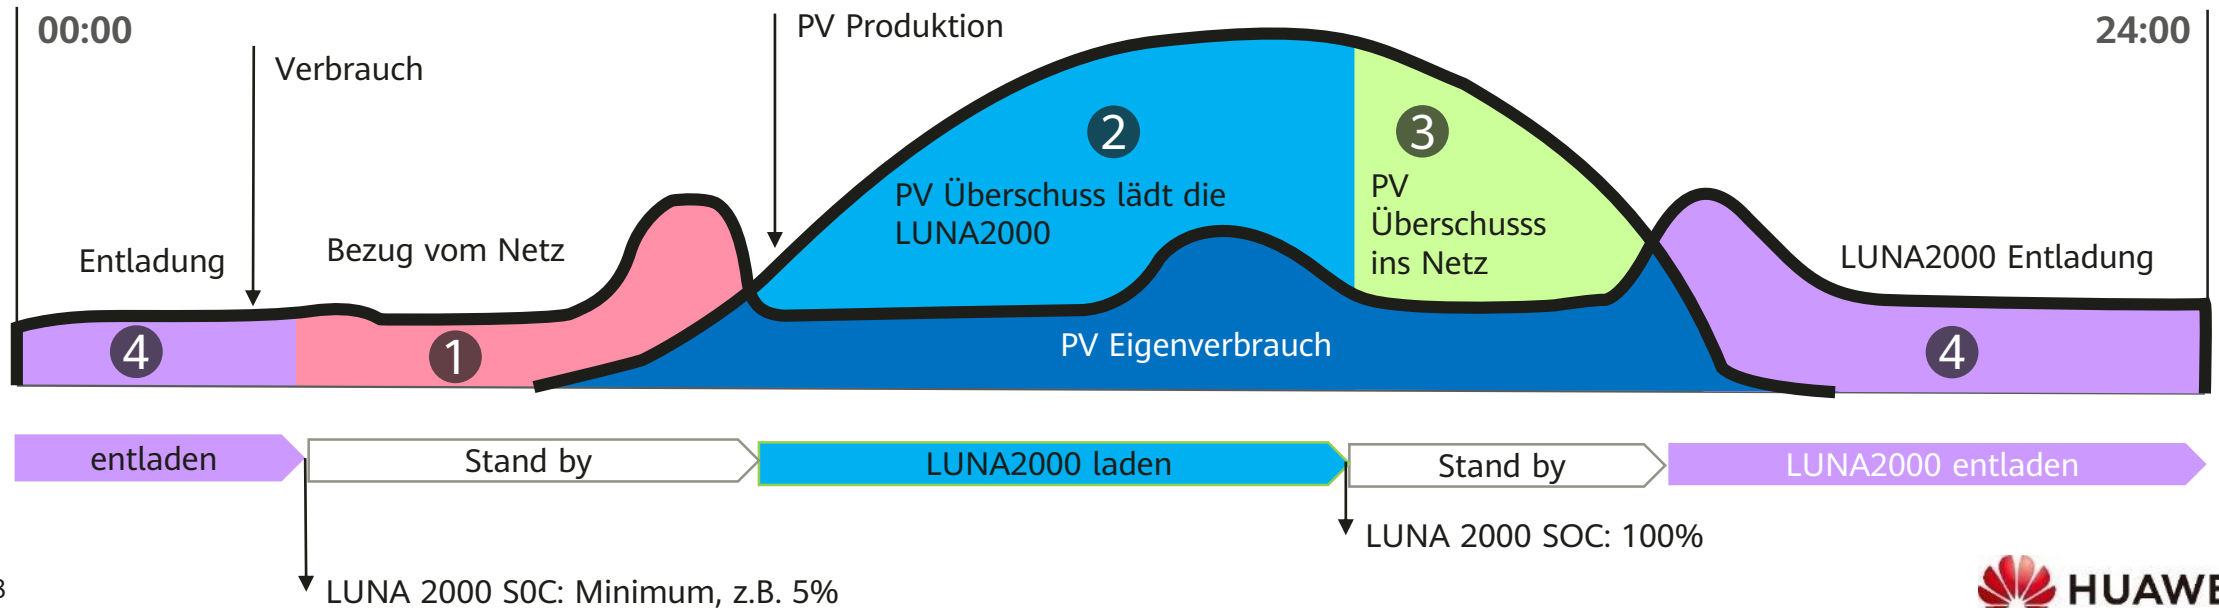 00:00
24:00
PV Produktion
Verbrauch
2
3
PV Überschuss lädt die
LUNA2000
PV
Überschusss
ins Netz
Entladung
Bezug vom Netz
LUNA2000 Entladung
4
1
PV Eigenverbrauch
4
entladen
Stand by
LUNA2000 laden
Stand by
LUNA2000 entladen
LUNA 2000 SOC: 100%
LUNA 2000 S0C: Minimum, z.B. 5%
HUAWE